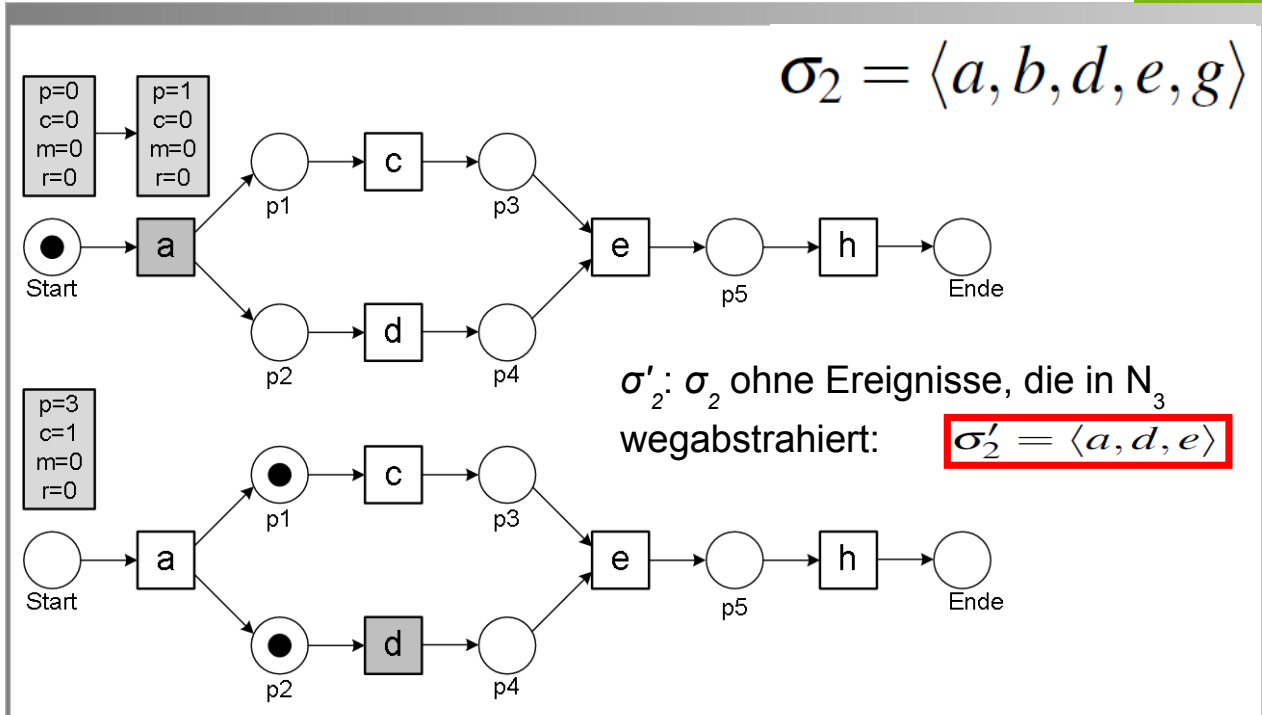 σ₂ = ⟨a, b, d, e, g⟩
p=0
c=0
m=0
r=0
p=1
c=0
m=0
r=0
Start
a
p1
c
p3
p2
d
p4
e
p5
h
Ende
σ'₂: σ₂ ohne Ereignisse, die in N₃
wegabstrahiert: σ₂′ = ⟨a, d, e⟩
p=3
c=1
m=0
r=0
Start
a
p1
c
p3
p2
d
p4
e
p5
h
Ende